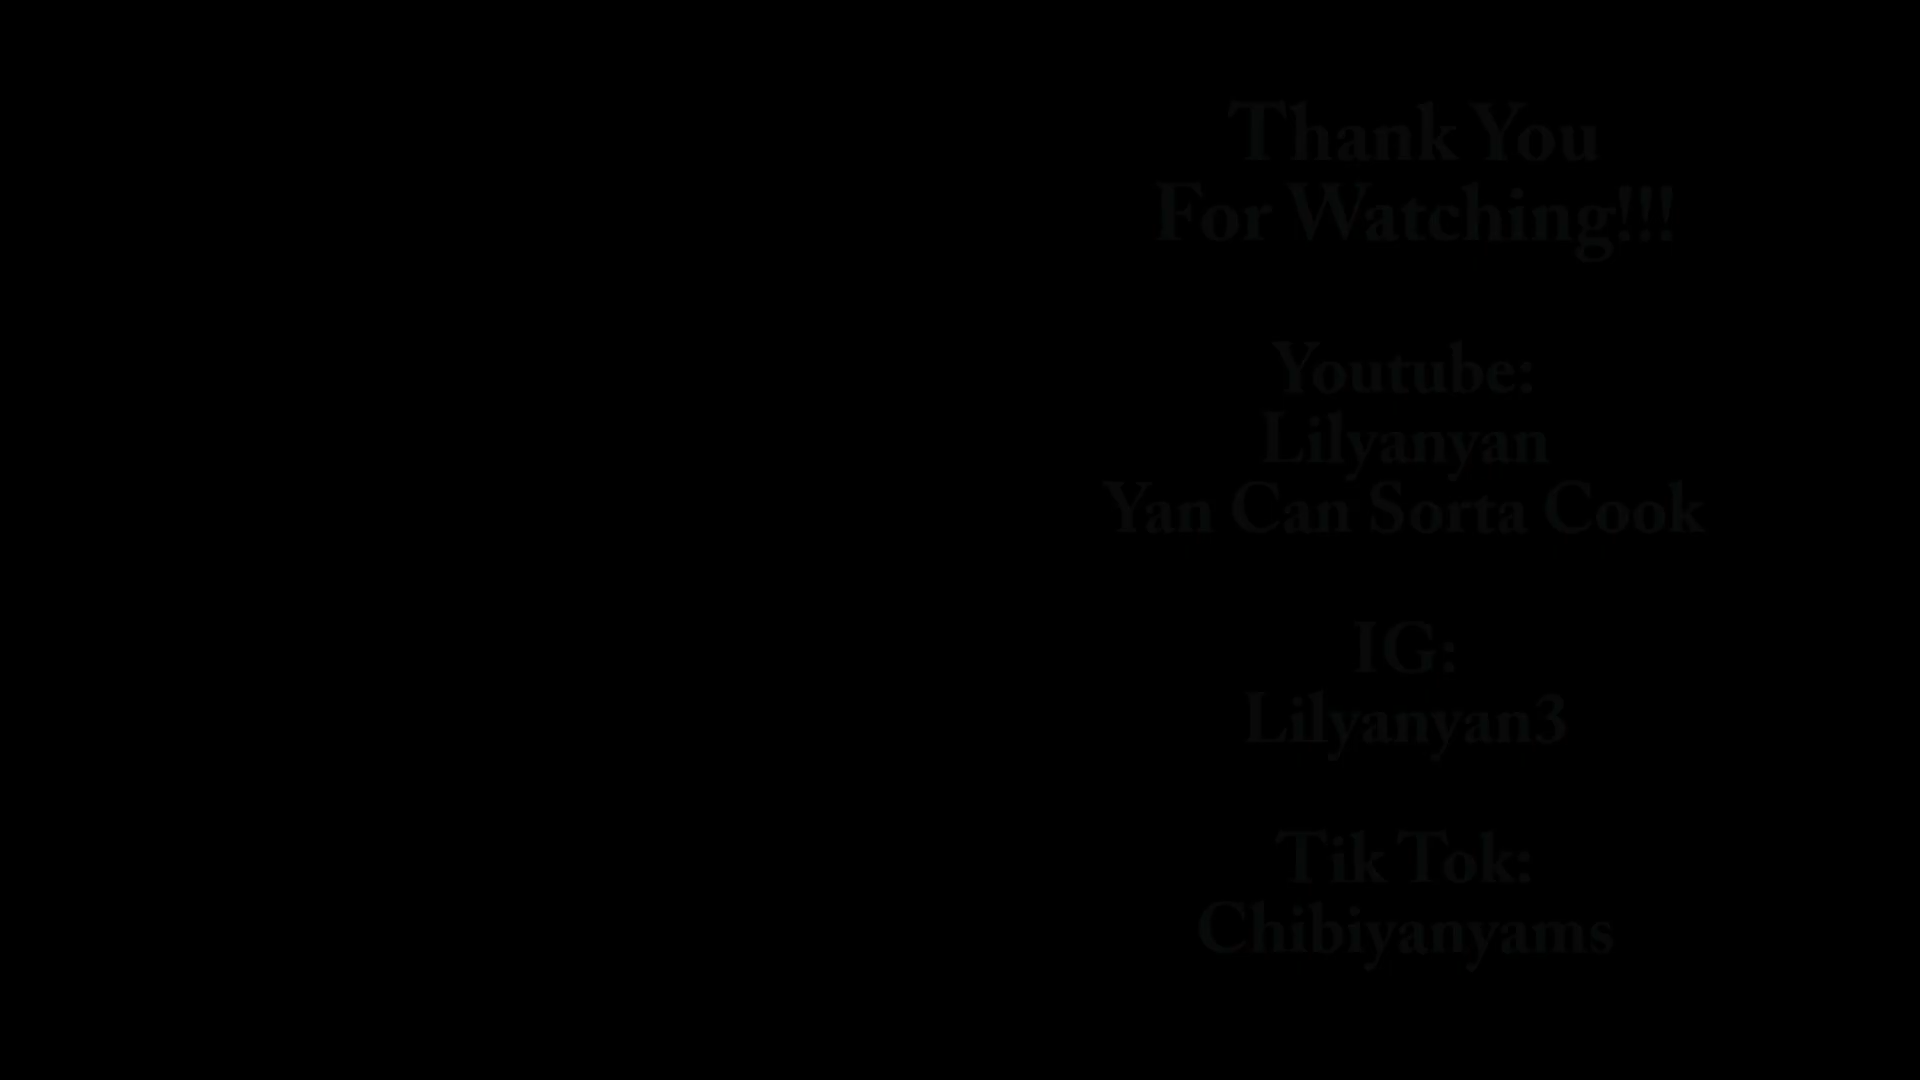 Thank You
For Watching!!!
Youtube:
Lilyanyan
Yan Can Sorta Cook
IG:
Lilyanyan3
Tik Tok:
Chibiyanyams